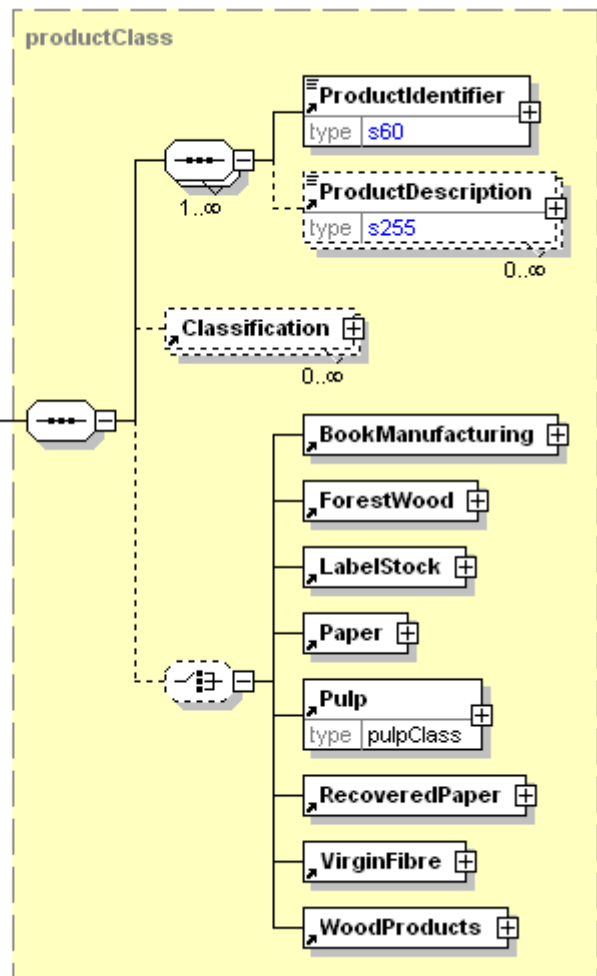 productClass
ProductIdentifier
type s60
1..∞
ProductDescription
type s255
0..∞
Classification
0..∞
BookManufacturing
ForestWood
LabelStock
Paper
Pulp
type pulpClass
RecoveredPaper
VirginFibre
WoodProducts